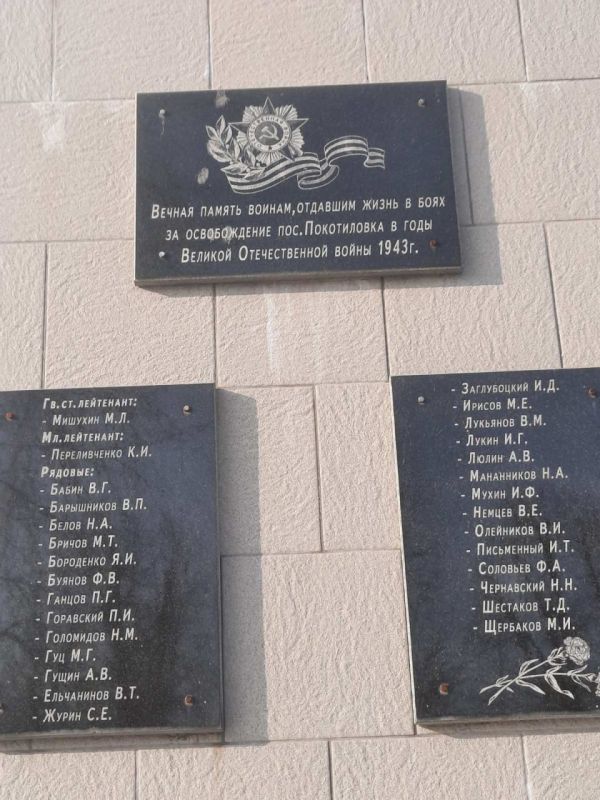 Вечная память воинам, отдавшим жизнь в боях
за освобождение пос. Покотиловка в годы
Великой Отечественной войны 1943г.
Гв.ст.лейтенант:
- Мишухин М.Л.
Мл.лейтенант:
- Переливченко К.И.
Рядовые:
- Бабин В.Г.
- Барышников В.П.
- Белов Н.А.
- Бричов М.Т.
- Бороденко Я.И.
- Буянов Ф.В.
- Ганцов П.Г.
- Горавский П.И.
- Голомидов Н.М.
- Гуц М.Г.
- Гущин А.В.
- Ельчанинов В.Т.
- Журин С.Е.
- Заглубоцкий И.Д.
- Ирисов М.Е.
- Лукьянов В.М.
- Лукин И.Г.
- Люлин А.В.
- Мананников Н.А.
- Мухин И.Ф.
- Немцев В.Е.
- Олейников В.И.
- Письменный И.Т.
- Соловьев Ф.А.
- Чернавский Н.Н.
- Шестаков Т.Д.
- Щербаков М.И.